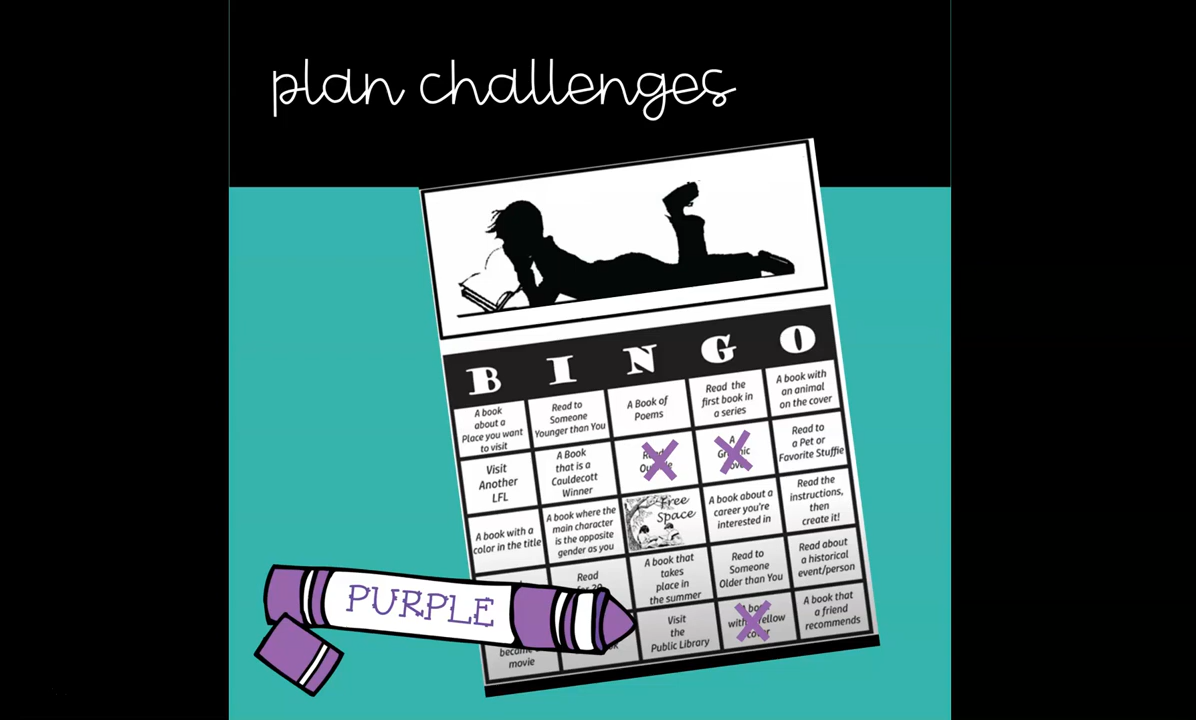 plan challenges
B I N G O
A book
about a
Place you want
to visit
Read to
Someone
Younger than You
A Book of
Poems
Read the
first book in
a series
A book with
an animal
on the cover
Visit
Another
LFL
A Book
that is a
Cauldecott
Winner
A
Read to
a Pet or
Favorite Stuffie
A book with a
color in the title
A book where the
main character
is the opposite
gender as you
Free
Space
A book about a
career you're
interested in
Read the
instructions,
then
create it!
Read
A book that
takes
place in
the summer
Read to
Someone
Older than You
Read about
a historical
event/person
movie
Visit
the
Public Library
A book that
a friend
recommends
PURPLE